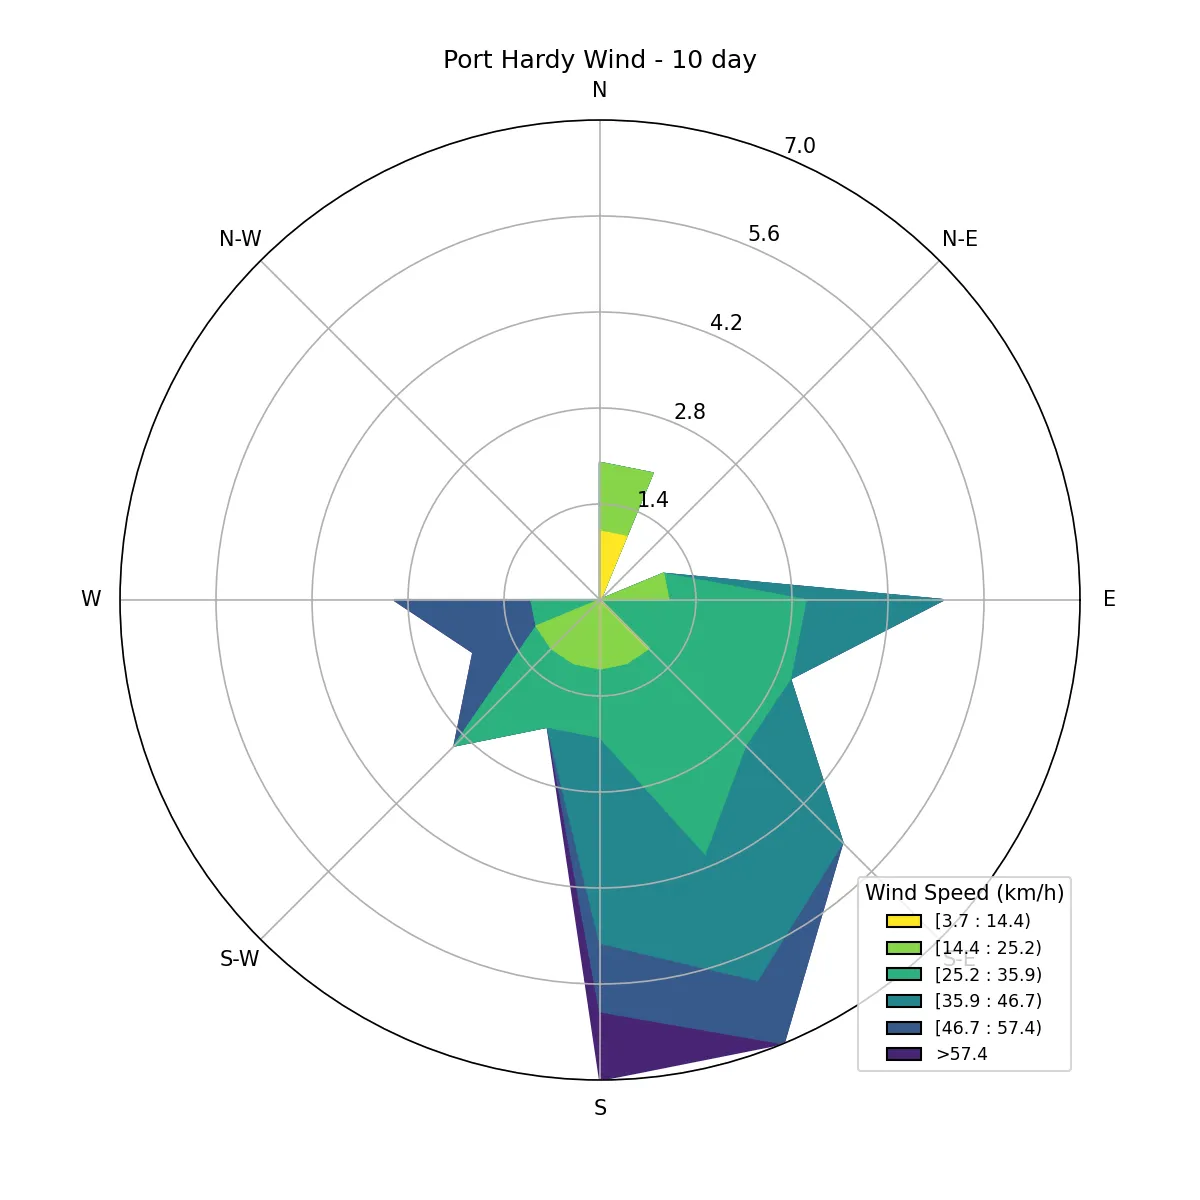 Port Hardy Wind - 10 day
N
7.0
N-W
N-E
5.6
4.2
2.8
1.4
W
E
S-W
S-E
S
Wind Speed (km/h)
[3.7 : 14.4)
[14.4 : 25.2)
[25.2 : 35.9)
[35.9 : 46.7)
[46.7 : 57.4)
>57.4